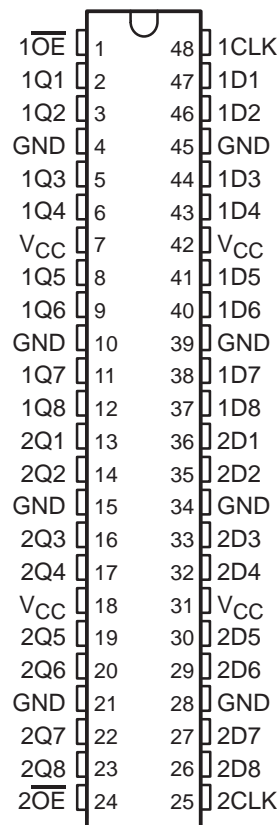 1O̅E̅ 1 48 1CLK
1Q1 2 47 1D1
1Q2 3 46 1D2
GND 4 45 GND
1Q3 5 44 1D3
1Q4 6 43 1D4
VCC 7 42 VCC
1Q5 8 41 1D5
1Q6 9 40 1D6
GND 10 39 GND
1Q7 11 38 1D7
1Q8 12 37 1D8
2Q1 13 36 2D1
2Q2 14 35 2D2
GND 15 34 GND
2Q3 16 33 2D3
2Q4 17 32 2D4
VCC 18 31 VCC
2Q5 19 30 2D5
2Q6 20 29 2D6
GND 21 28 GND
2Q7 22 27 2D7
2Q8 23 26 2D8
2O̅E̅ 24 25 2CLK